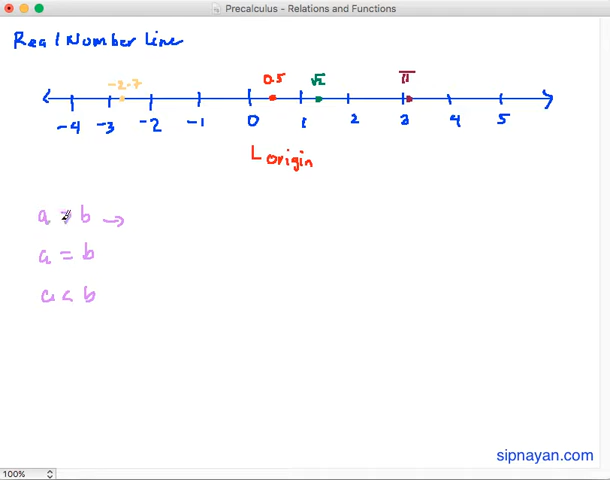 Precalculus - Relations and Functions
Real Number Line
-2.7 0.5 √2 π
-4 -3 -2 -1 0 1 2 3 4 5
origin
a > b →
a = b
a < b
sipnayan.com
100%